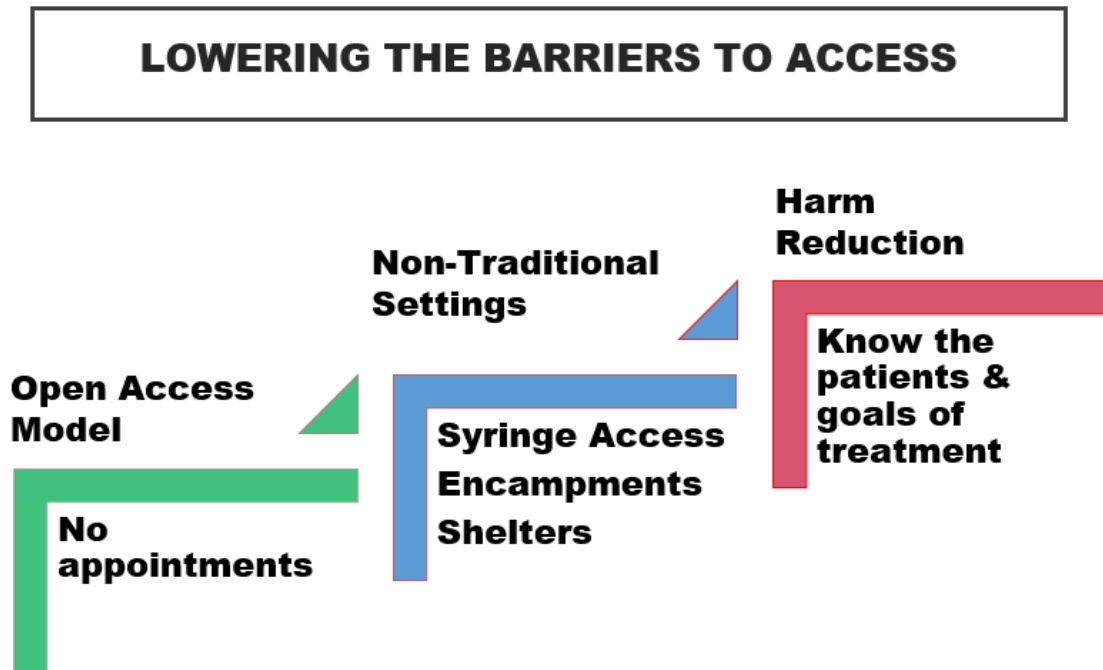 LOWERING THE BARRIERS TO ACCESS
Open Access
Model
No
appointments
Non-Traditional
Settings
Syringe Access
Encampments
Shelters
Harm
Reduction
Know the
patients &
goals of
treatment